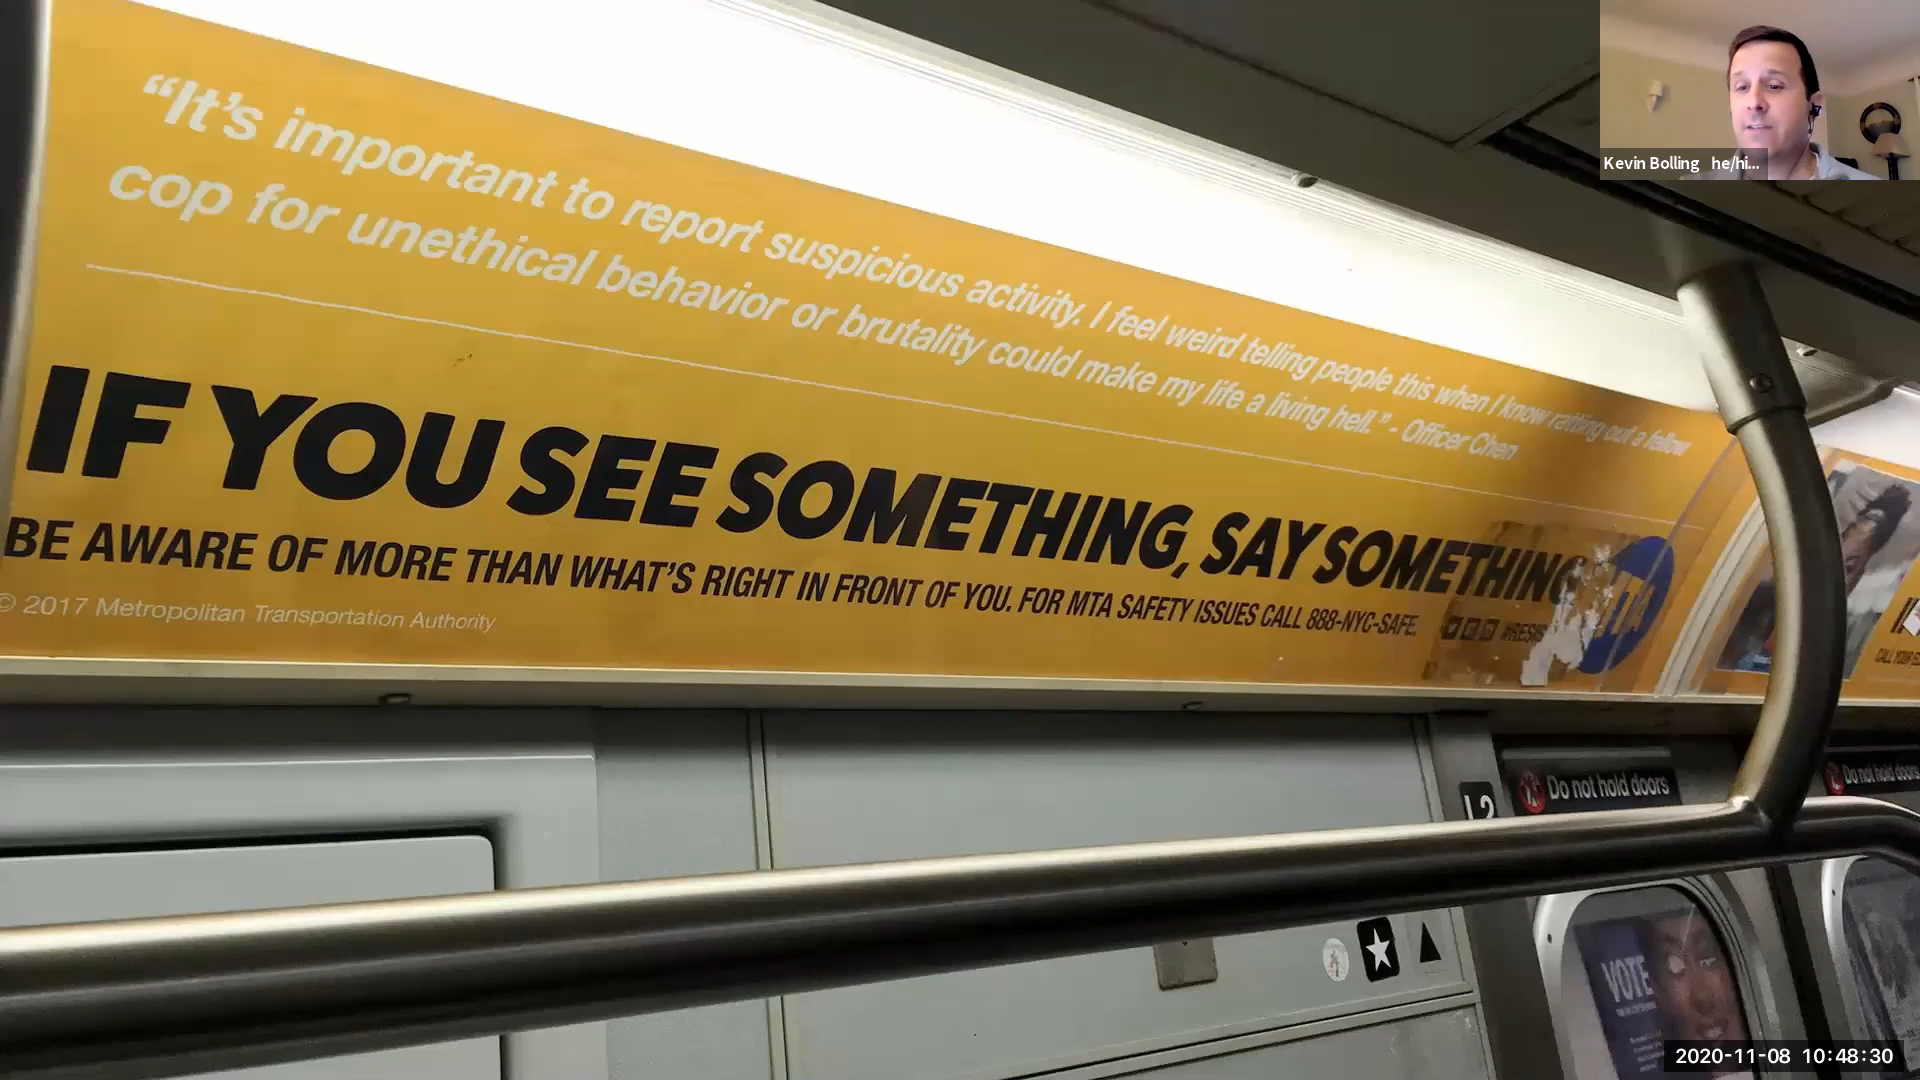 “It's important to report suspicious activity. I feel weird telling people this when I know ratting out a fellow
cop for unethical behavior or brutality could make my life a living hell.” - Officer Chen
IF YOU SEE SOMETHING, SAY SOMETHING
BE AWARE OF MORE THAN WHAT'S RIGHT IN FRONT OF YOU. FOR MTA SAFETY ISSUES CALL 888-NYC-SAFE.
© 2017 Metropolitan Transportation Authority
Kevin Bolling he/hi...
Do not hold doors
Do not hold doors
L2
VOTE
2020-11-08 10:48:30